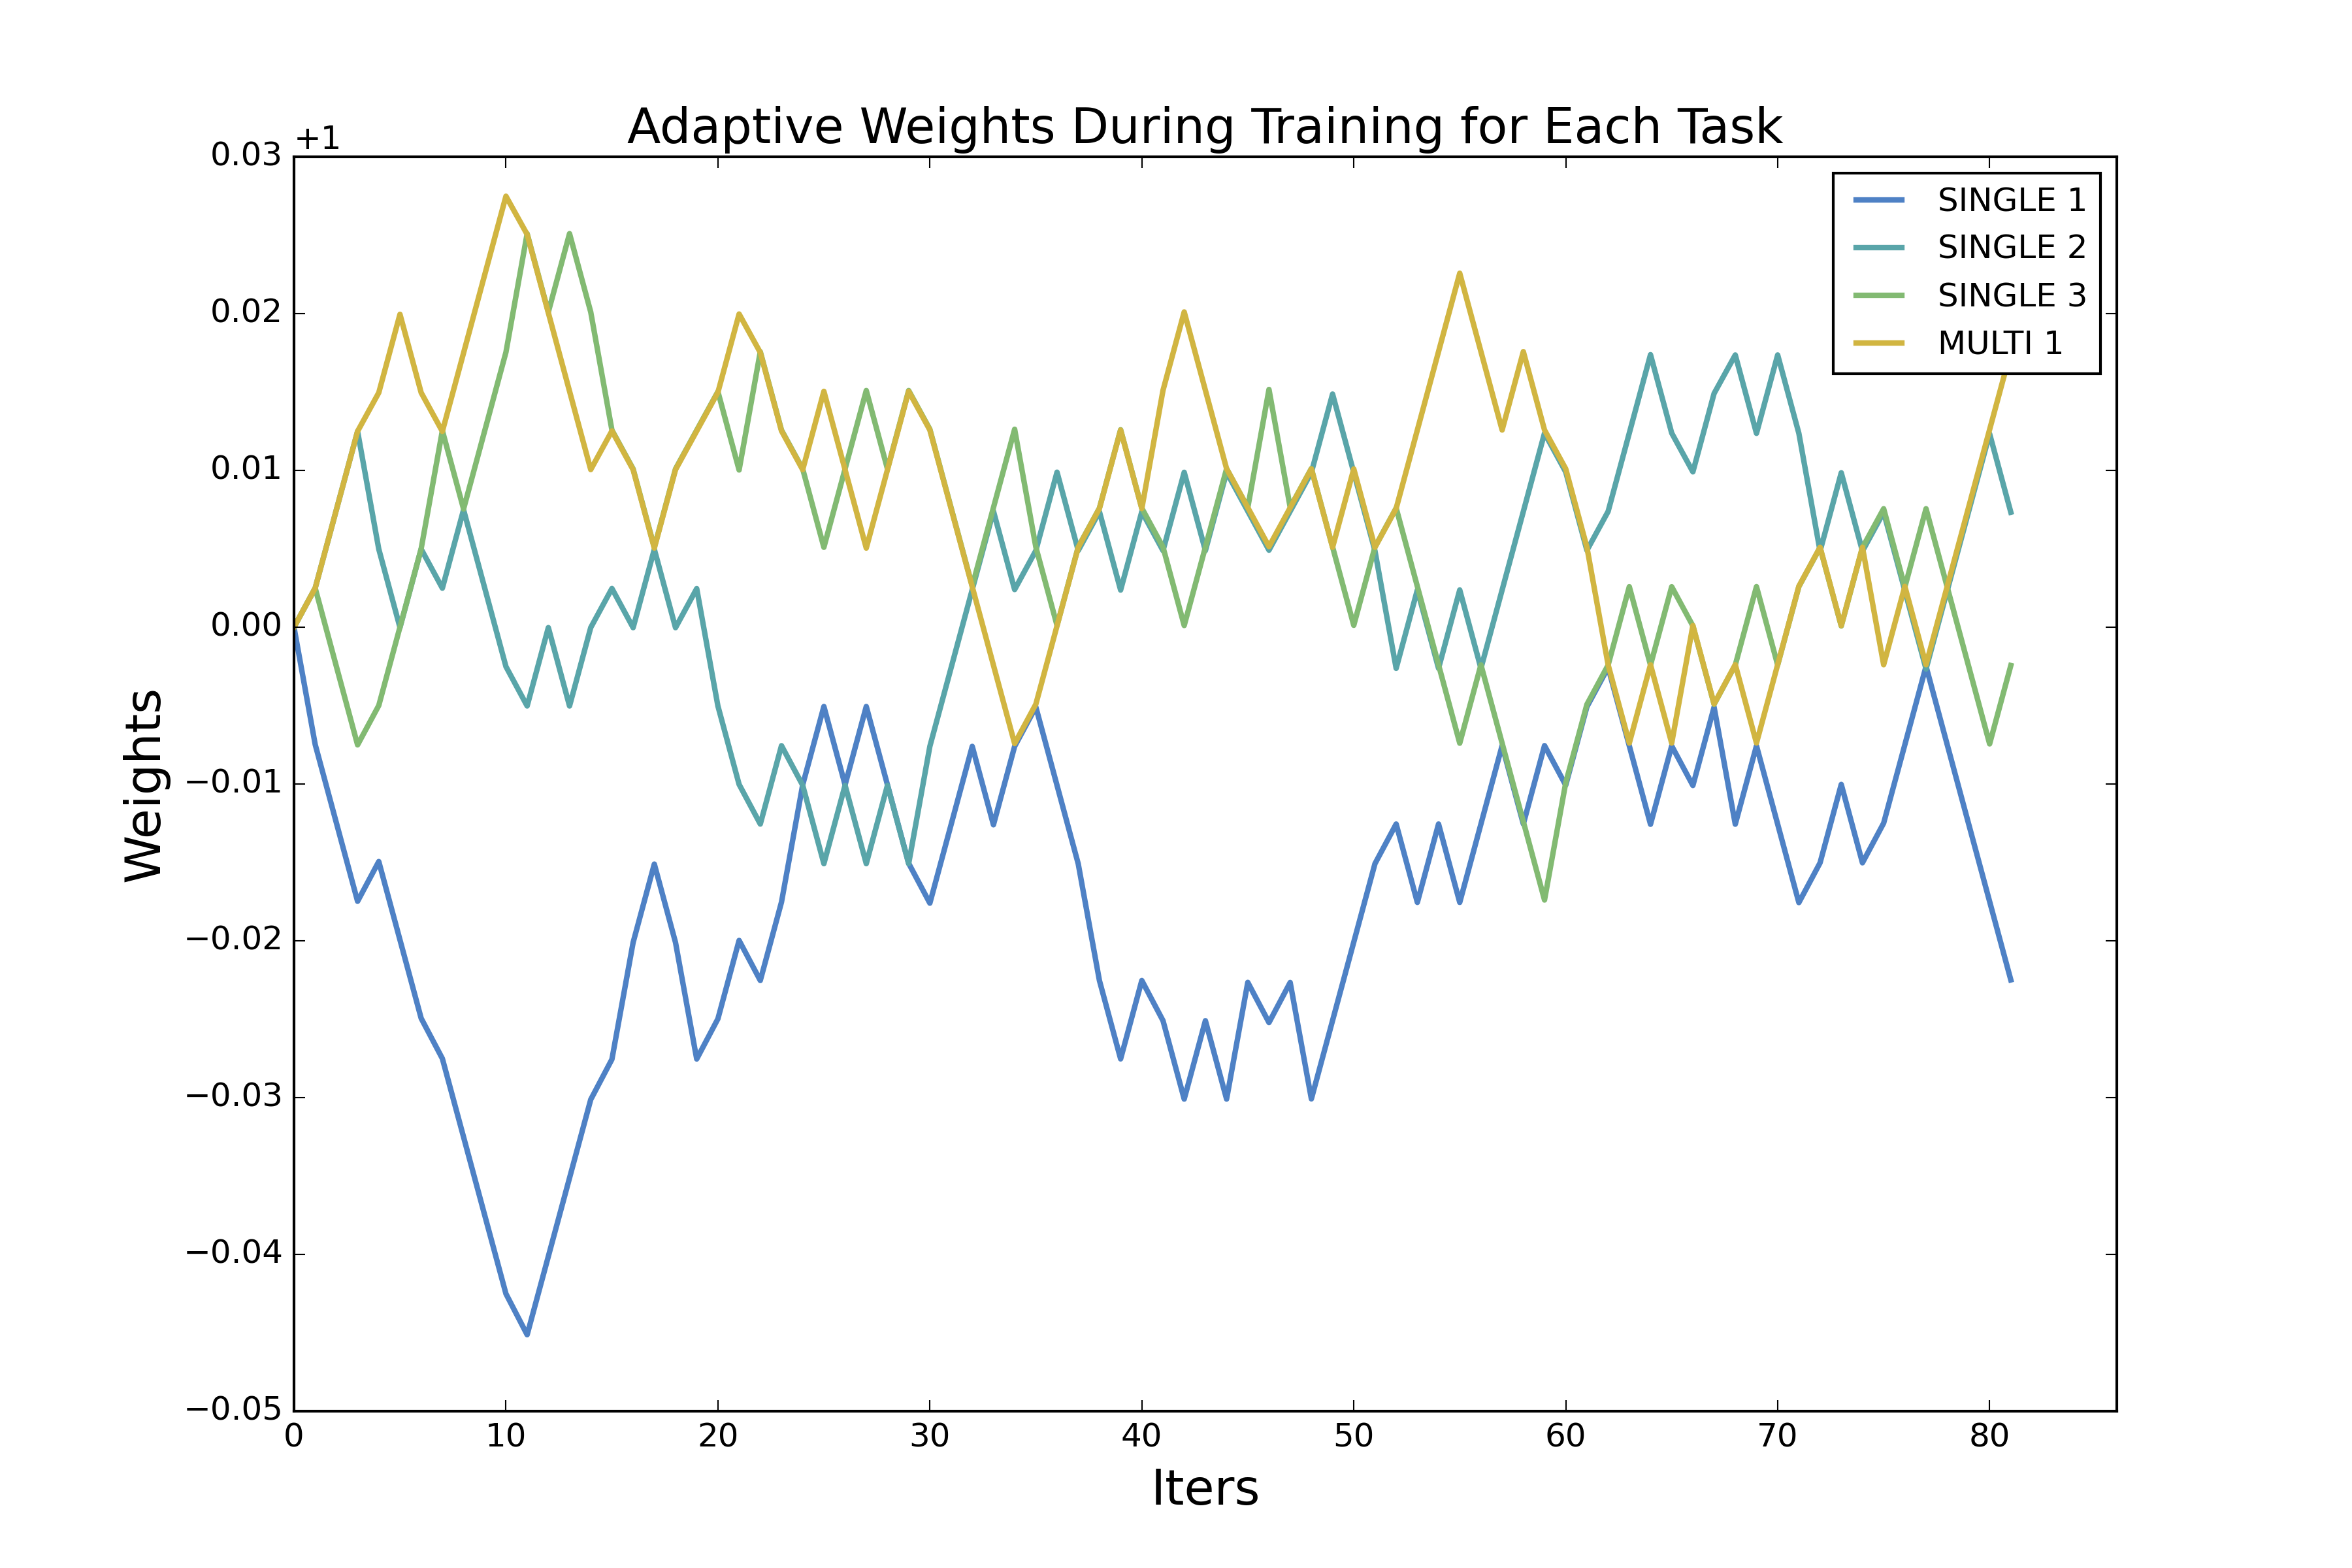 Adaptive Weights During Training for Each Task
+1
0.03
0.02
0.01
0.00
−0.01
−0.02
−0.03
−0.04
−0.05
Weights
SINGLE 1
SINGLE 2
SINGLE 3
MULTI 1
0 10 20 30 40 50 60 70 80
Iters